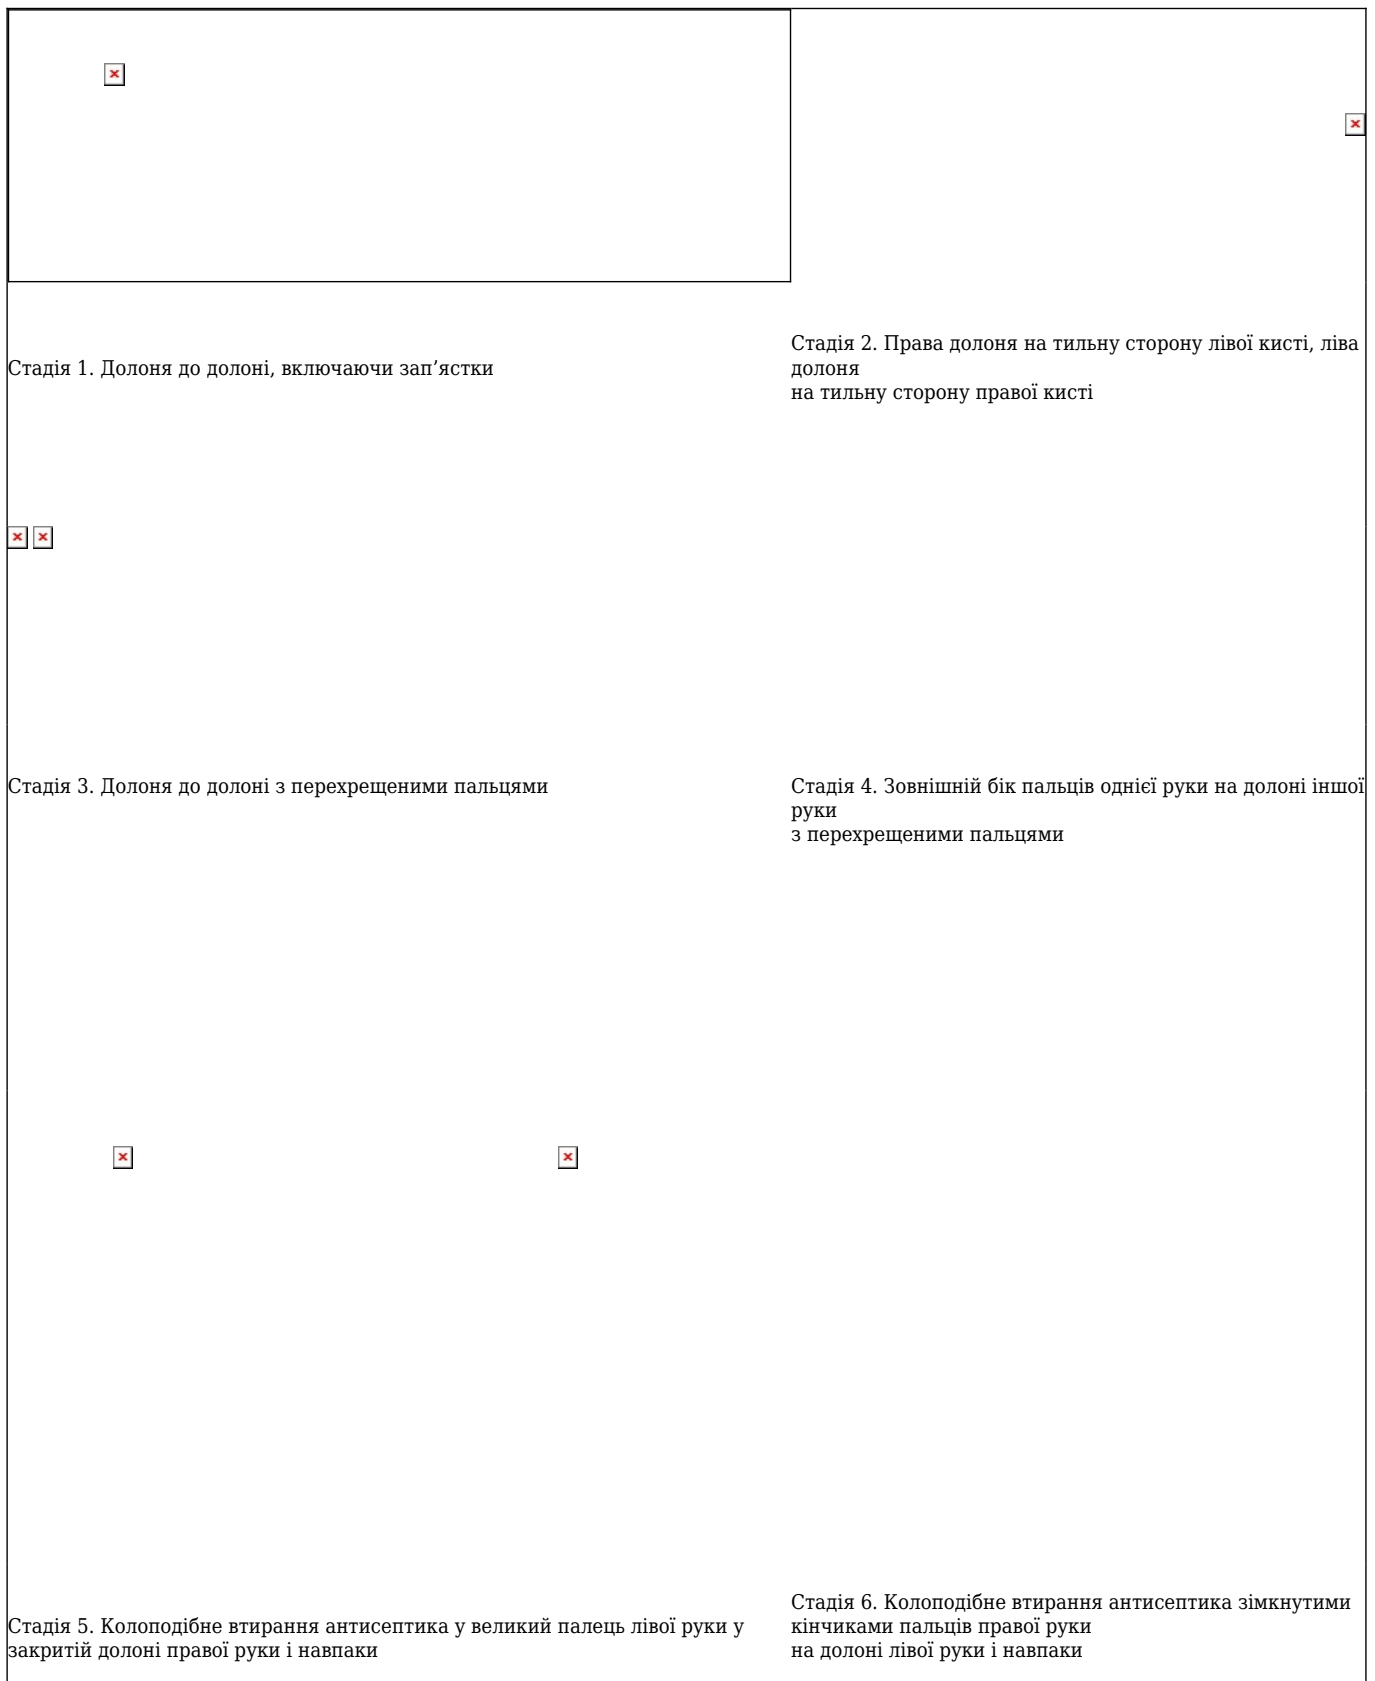 Стадія 1. Долоня до долоні, включаючи зап’ястки
Стадія 2. Права долоня на тильну сторону лівої кисті, ліва
долоня
на тильну сторону правої кисті
Стадія 3. Долоня до долоні з перехрещеними пальцями
Стадія 4. Зовнішній бік пальців однієї руки на долоні іншої
руки
з перехрещеними пальцями
Стадія 5. Колоподібне втирання антисептика у великий палець лівої руки у
закритій долоні правої руки і навпаки
Стадія 6. Колоподібне втирання антисептика зімкнутими
кінчиками пальців правої руки
на долоні лівої руки і навпаки